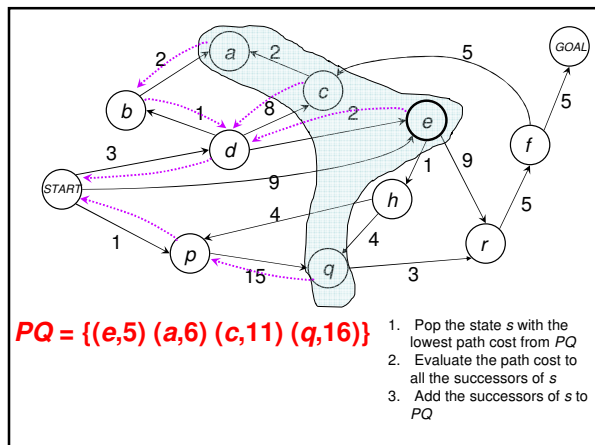 GOAL
5
5
2
a
2
c
b
1
8
2
e
f
3
d
START
9
1
9
h
5
4
4
r
1
p
15
q
3
PQ = {(e,5) (a,6) (c,11) (q,16)}
1. Pop the state s with the
lowest path cost from PQ
2. Evaluate the path cost to
all the successors of s
3. Add the successors of s to
PQ